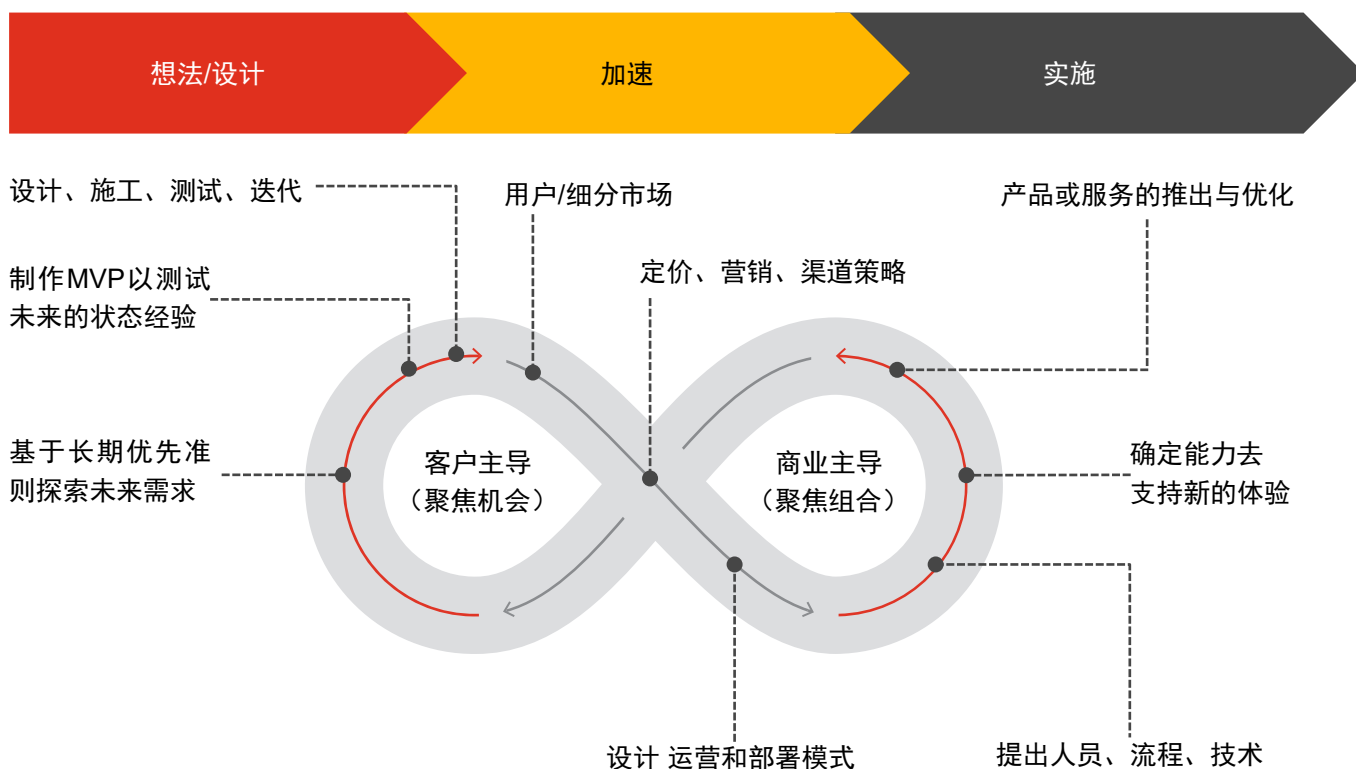 想法/设计
加速
实施
设计、施工、测试、迭代
用户/细分市场
产品或服务的推出与优化
制作MVP以测试
未来的状态经验
定价、营销、渠道策略
基于长期优先准
则探索未来需求
客户主导
（聚焦机会）
商业主导
（聚焦组合）
确定能力去
支持新的体验
设计 运营和部署模式
提出人员、流程、技术